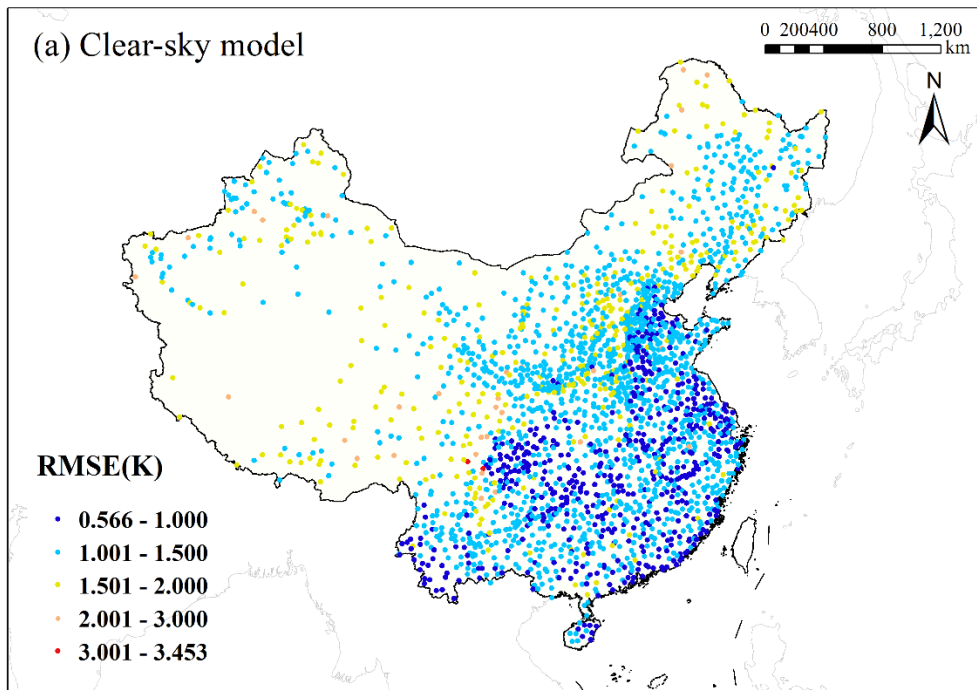 (a) Clear-sky model
0 200400 800 1,200
km
N
RMSE(K)
0.566 - 1.000
1.001 - 1.500
1.501 - 2.000
2.001 - 3.000
3.001 - 3.453